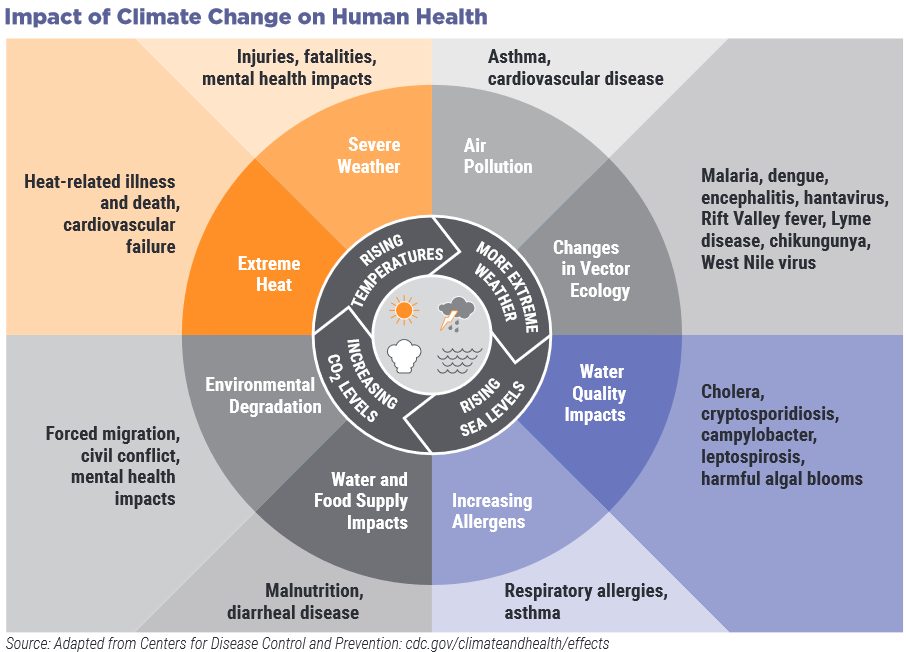 Impact of Climate Change on Human Health
Injuries, fatalities,
mental health impacts
Asthma,
cardiovascular disease
Severe
Weather
Air
Pollution
Heat-related illness
and death,
cardiovascular
failure
Malaria, dengue,
encephalitis, hantavirus,
Rift Valley fever, Lyme
disease, chikungunya,
West Nile virus
Extreme
Heat
Changes
in Vector
Ecology
RISING
TEMPERATURES
MORE EXTREME
WEATHER
INCREASING
CO₂ LEVELS
RISING
SEA LEVELS
Environmental
Degradation
Water
Quality
Impacts
Forced migration,
civil conflict,
mental health
impacts
Cholera,
cryptosporidiosis,
campylobacter,
leptospirosis,
harmful algal blooms
Water and
Food Supply
Impacts
Increasing
Allergens
Malnutrition,
diarrheal disease
Respiratory allergies,
asthma
Source: Adapted from Centers for Disease Control and Prevention: cdc.gov/climateandhealth/effects